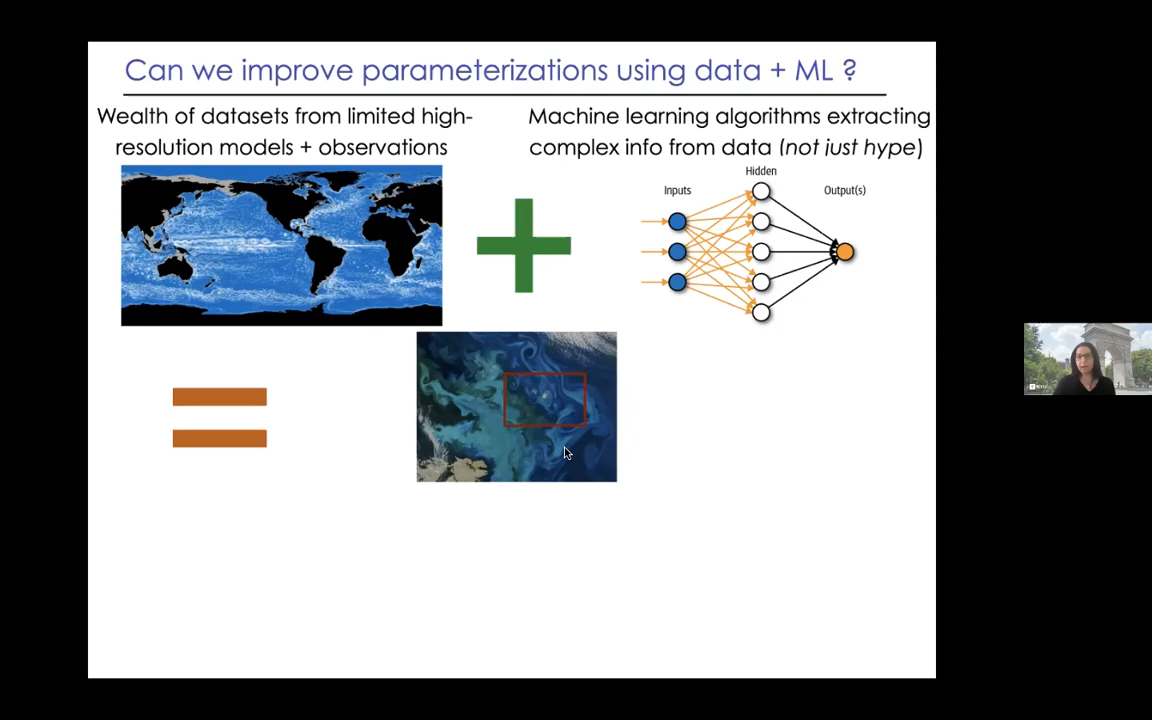 Can we improve parameterizations using data + ML ?
Wealth of datasets from limited high-
resolution models + observations
Machine learning algorithms extracting
complex info from data (not just hype)
Hidden
Inputs
Output(s)